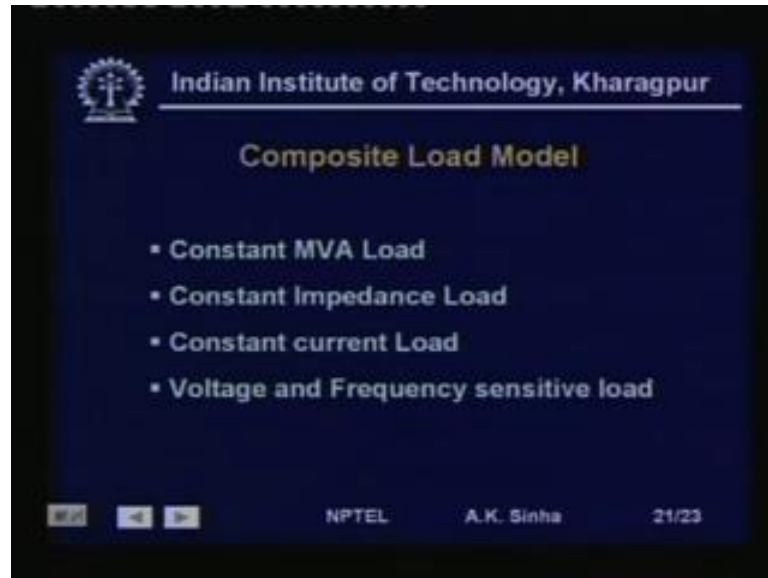 Indian Institute of Technology, Kharagpur
Composite Load Model
▪ Constant MVA Load
▪ Constant Impedance Load
▪ Constant current Load
▪ Voltage and Frequency sensitive load
NPTEL A.K. Sinha 21/23